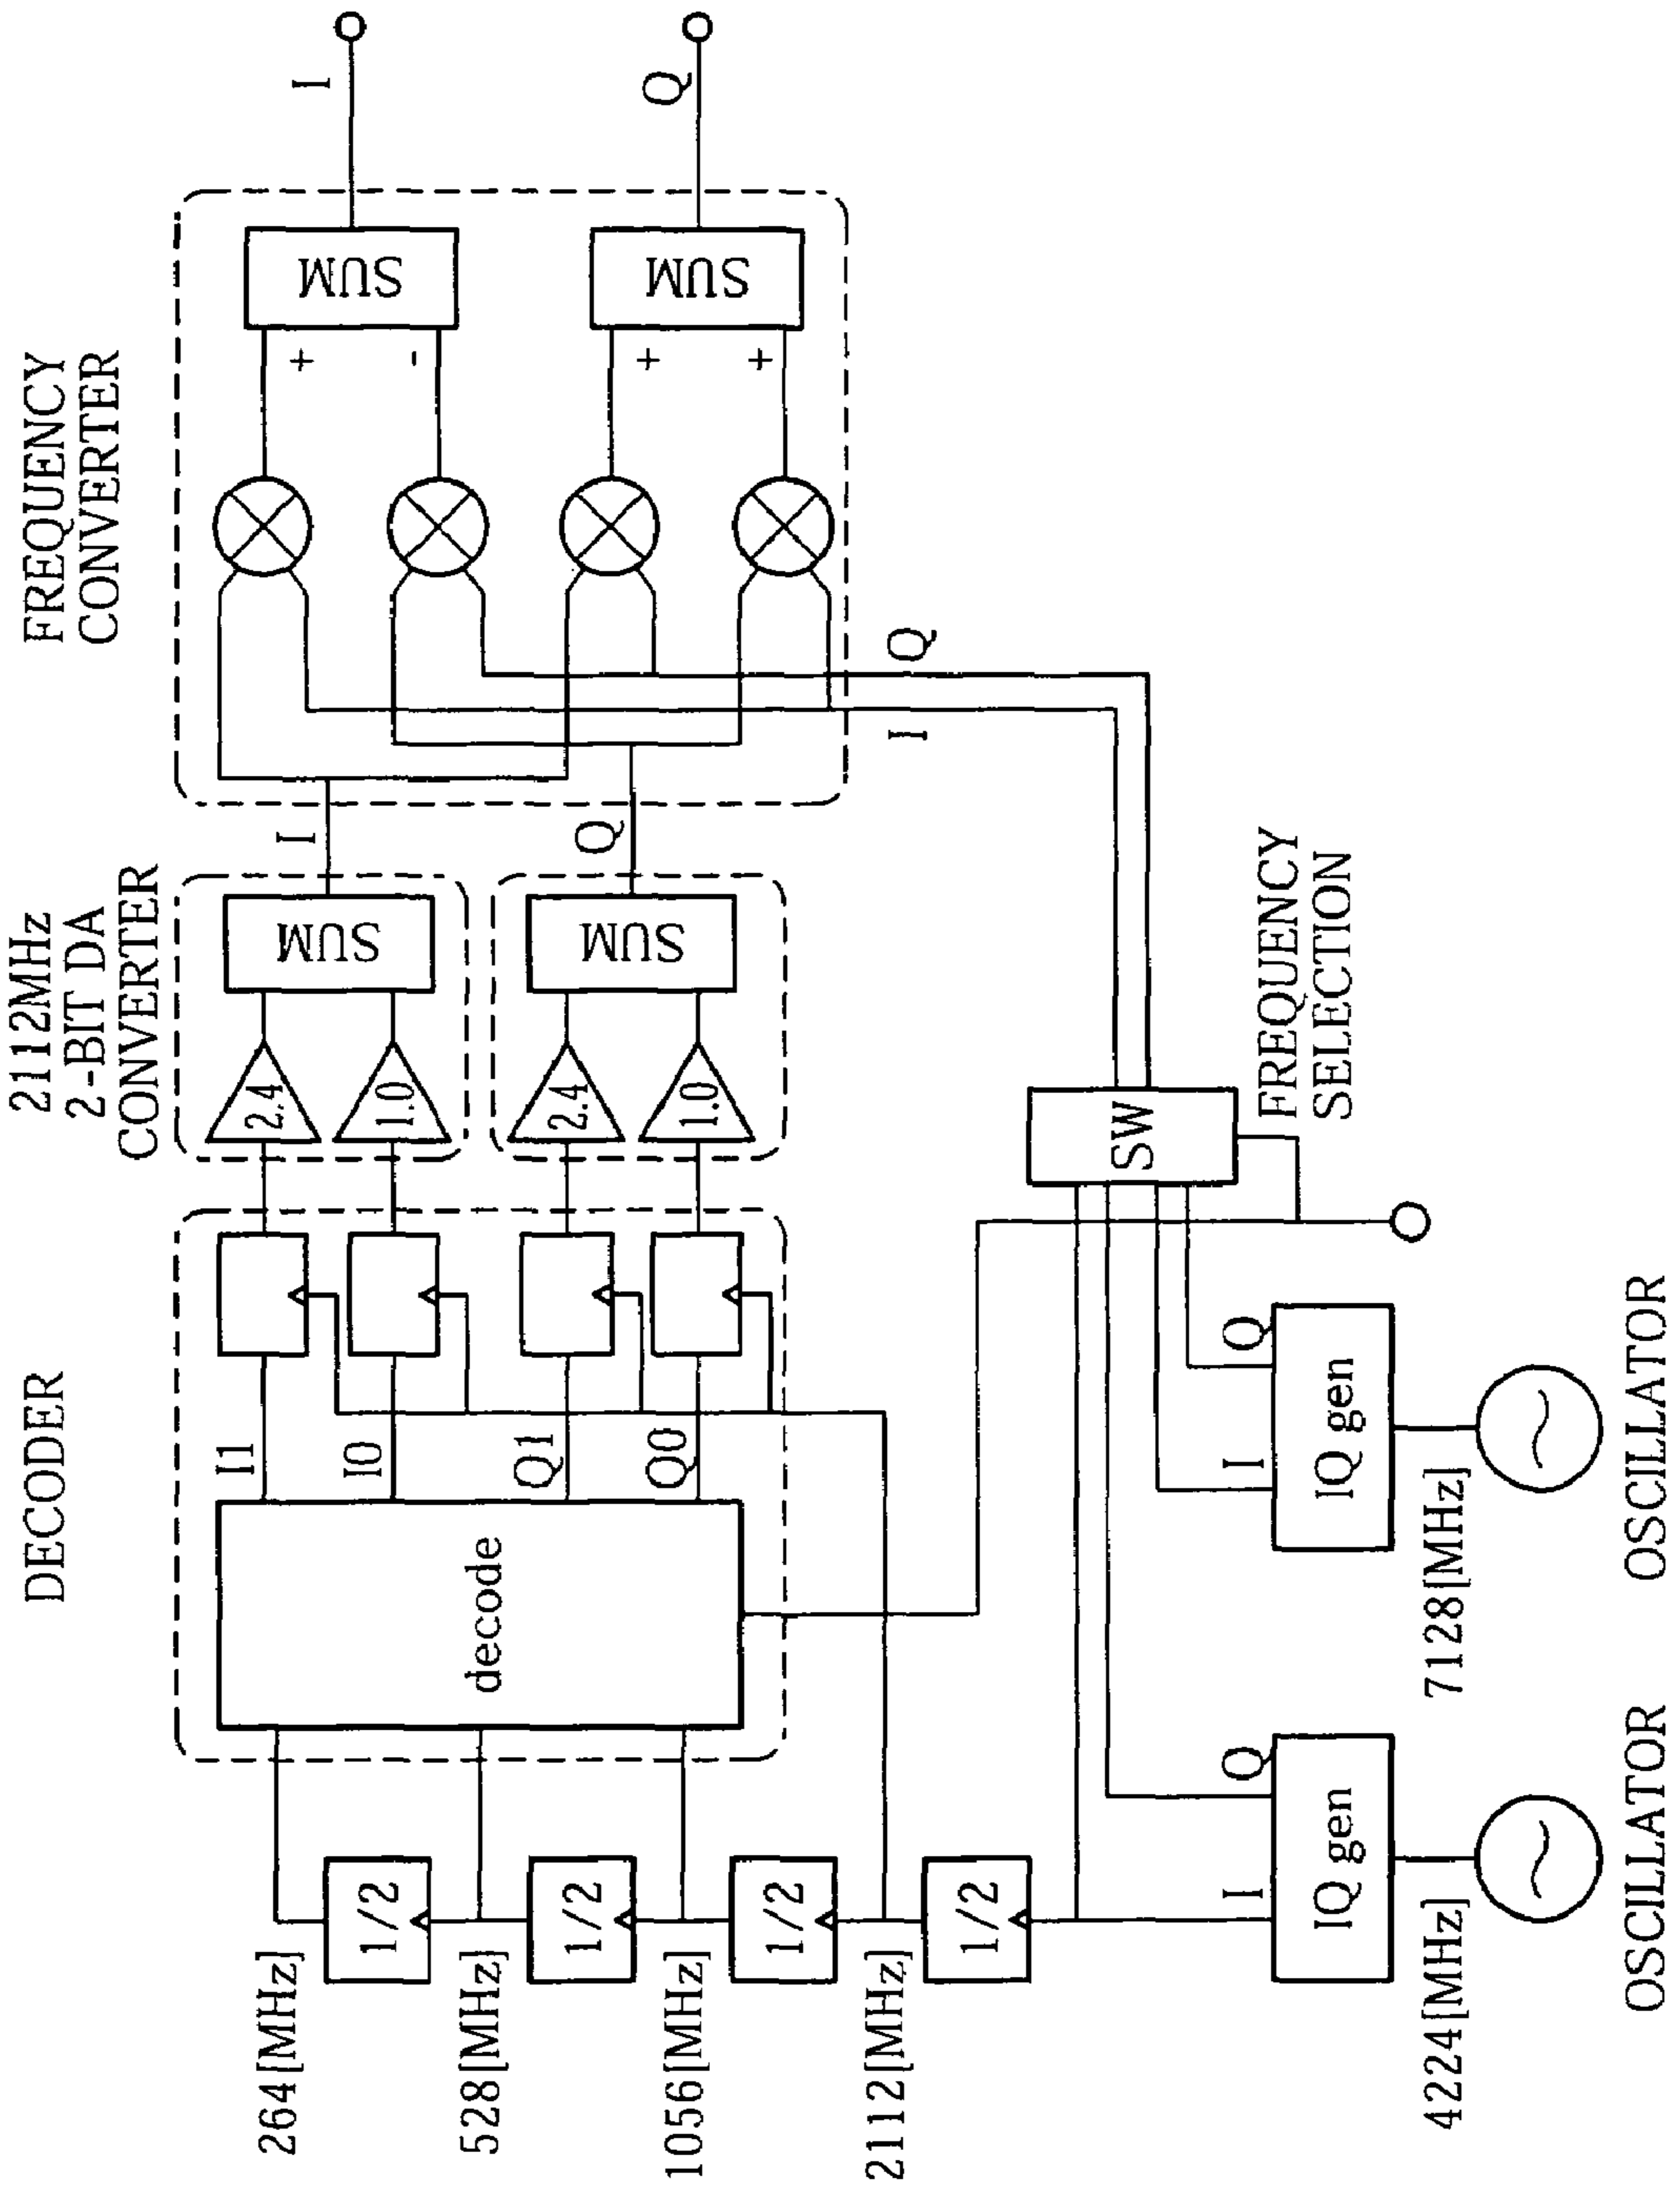 DECODER
2112MHz
2-BIT DA
CONVERTER
FREQUENCY
CONVERTER
264[MHz]
1/2
528[MHz]
1/2
1056[MHz]
1/2
2112[MHz]
1/2
decode
I1
I0
Q1
Q0
2.4
1.0
2.4
1.0
SUM
SUM
I
Q
+
-
+
+
SUM
SUM
I
Q
I
Q
SW
FREQUENCY
SELECTION
I
Q
IQ gen
4224[MHz]
OSCILLATOR
I
Q
IQ gen
7128[MHz]
OSCILLATOR